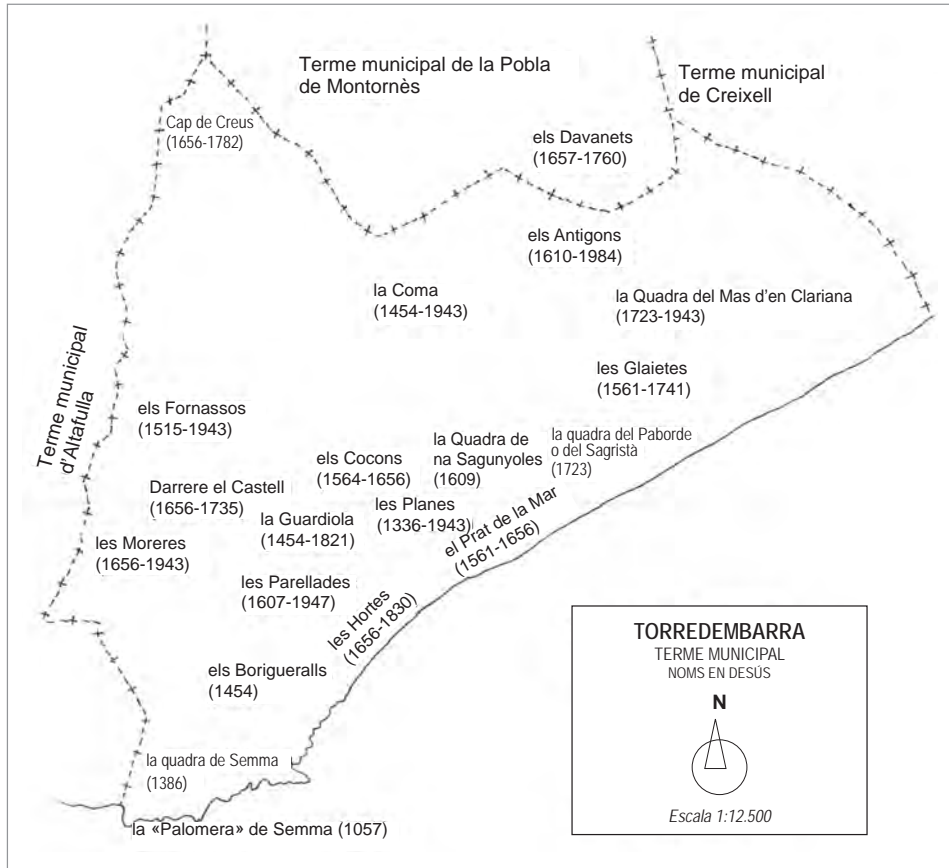 Terme municipal de la Pobla
de Montornès
Terme municipal
de Creixell
Cap de Creus
(1656-1782)
els Davanets
(1657-1760)
els Antigons
(1610-1984)
la Coma
(1454-1943)
la Quadra del Mas d'en Clariana
(1723-1943)
les Glaietes
(1561-1741)
Terme municipal
d'Altafulla
els Fornassos
(1515-1943)
la Quadra de
na Sagunyoles
(1609)
la quadra del Paborde
o del Sagristà
(1723)
els Cocons
(1564-1656)
Darrere el Castell
(1656-1735)
les Planes
(1336-1943)
la Guardiola
(1454-1821)
el Prat de la Mar
(1561-1656)
les Moreres
(1656-1943)
les Parellades
(1607-1947)
les Hortes
(1656-1830)
els Borigueralls
(1454)
la quadra de Semma
(1386)
la «Palomera» de Semma (1057)
TORREDEMBARRA
TERME MUNICIPAL
NOMS EN DESÚS
N
Escala 1:12.500